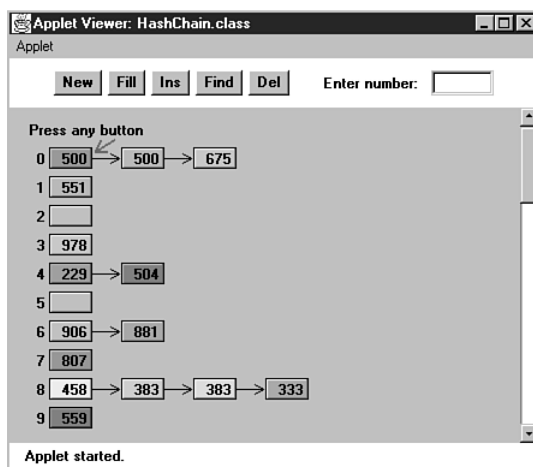 Applet Viewer: HashChain.class
Applet
New Fill Ins Find Del Enter number:
Press any button
0 500 500 675
1 551
2
3 978
4 229 504
5
6 906 881
7 807
8 458 383 383 333
9 559
Applet started.